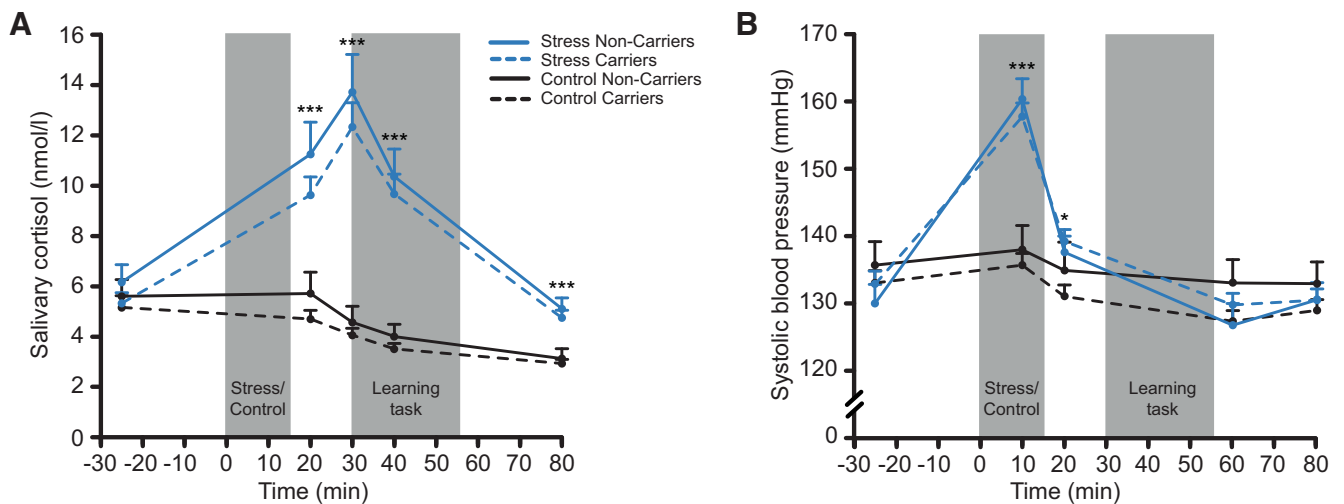 A
Salivary cortisol (nmol/l)
16
14
12
10
8
6
4
2
0
***
***
***
***
Stress Non-Carriers
Stress Carriers
Control Non-Carriers
Control Carriers
Stress/
Control
Learning
task
-30 -20 -10 0 10 20 30 40 50 60 70 80
Time (min)
B
Systolic blood pressure (mmHg)
170
160
150
140
130
120
0
***
*
Stress/
Control
Learning
task
-30 -20 -10 0 10 20 30 40 50 60 70 80
Time (min)